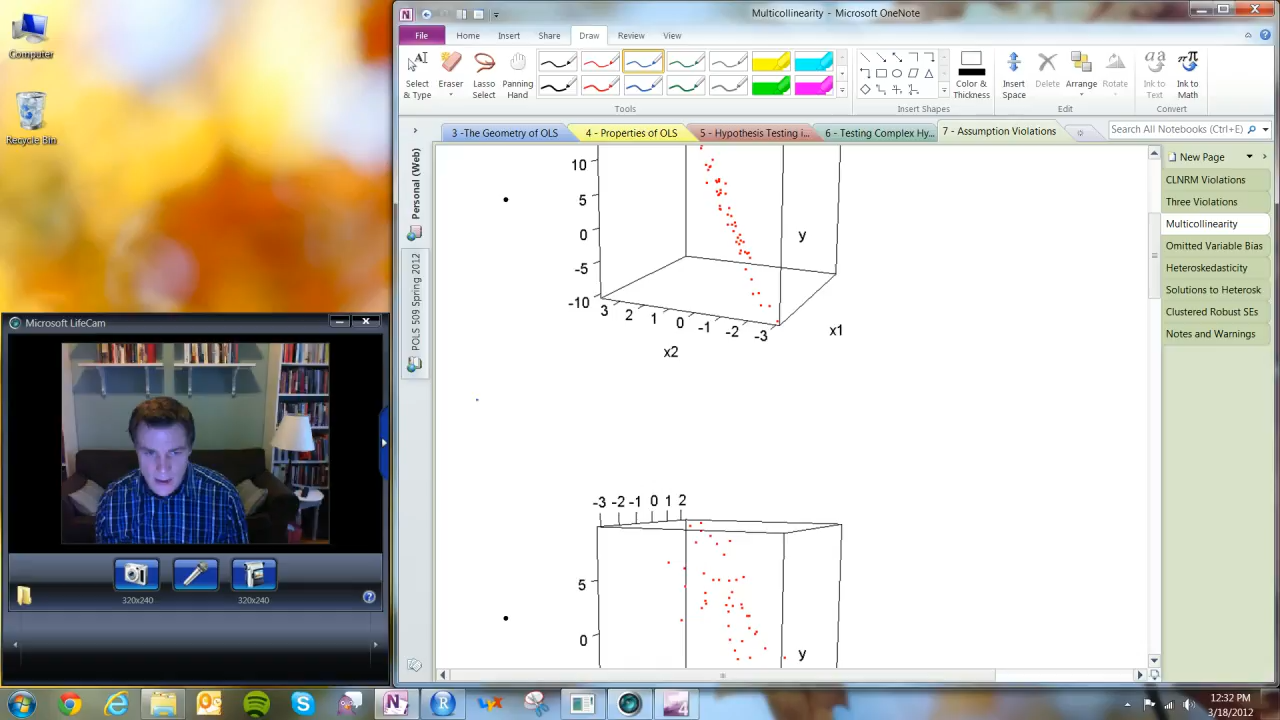 Computer
Recycle Bin
Multicollinearity - Microsoft OneNote
File
Home
Insert
Share
Draw
Review
View
Select & Type
Eraser
Lasso Select
Panning Hand
Color & Thickness
Insert Space
Delete
Arrange
Rotate
Ink to Text
Ink to Math
Tools
Insert Shapes
Edit
Convert
3 -The Geometry of OLS
4 - Properties of OLS
5 - Hypothesis Testing i...
6 - Testing Complex Hy...
7 - Assumption Violations
Search All Notebooks (Ctrl+E)
Personal (Web)
POLS 509 Spring 2012
New Page
CLNRM Violations
Three Violations
Multicollinearity
Omitted Variable Bias
Heteroskedasticity
Solutions to Heterosk
Clustered Robust SEs
Notes and Warnings
10
5
0
-5
-10
3 2 1 0 -1 -2 -3
x2
x1
y
-3 -2 -1 0 1 2
5
0
y
Microsoft LifeCam
320x240
320x240
12:32 PM
3/18/2012